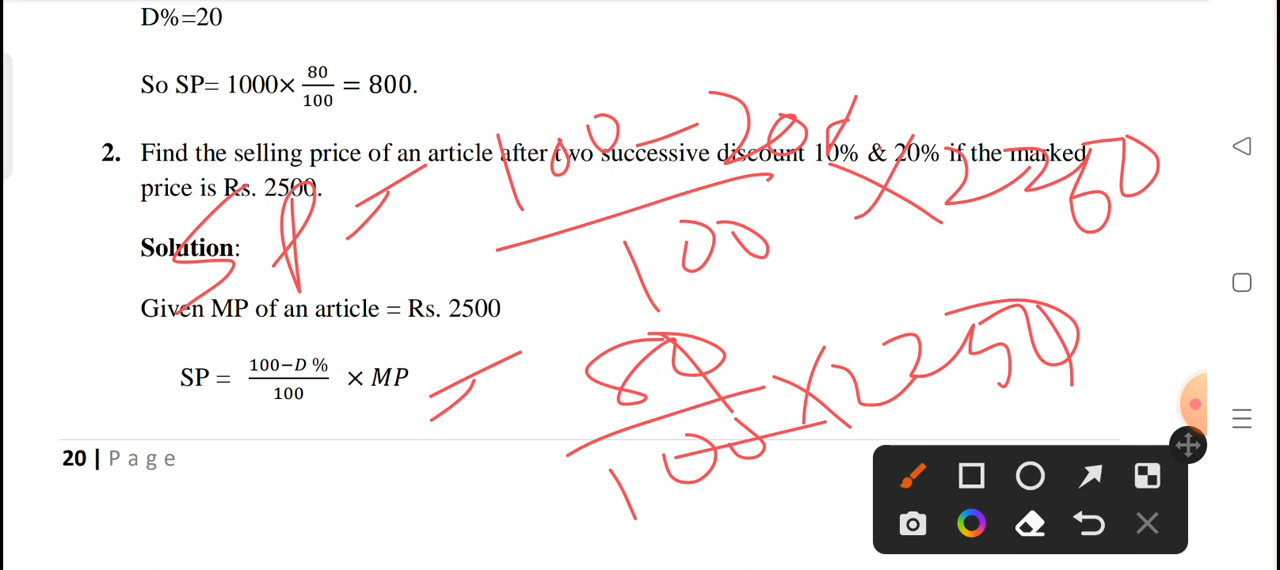 D%=20
So SP= 1000× 80/100 = 800.
2. Find the selling price of an article after two successive discount 10% & 20% if the marked
price is Rs. 2500.
SP = 100-20%/100 × 2250
Solution:
Given MP of an article = Rs. 2500
SP = 100−D %/100 × MP
= 80/100 × 2250
20 | Page